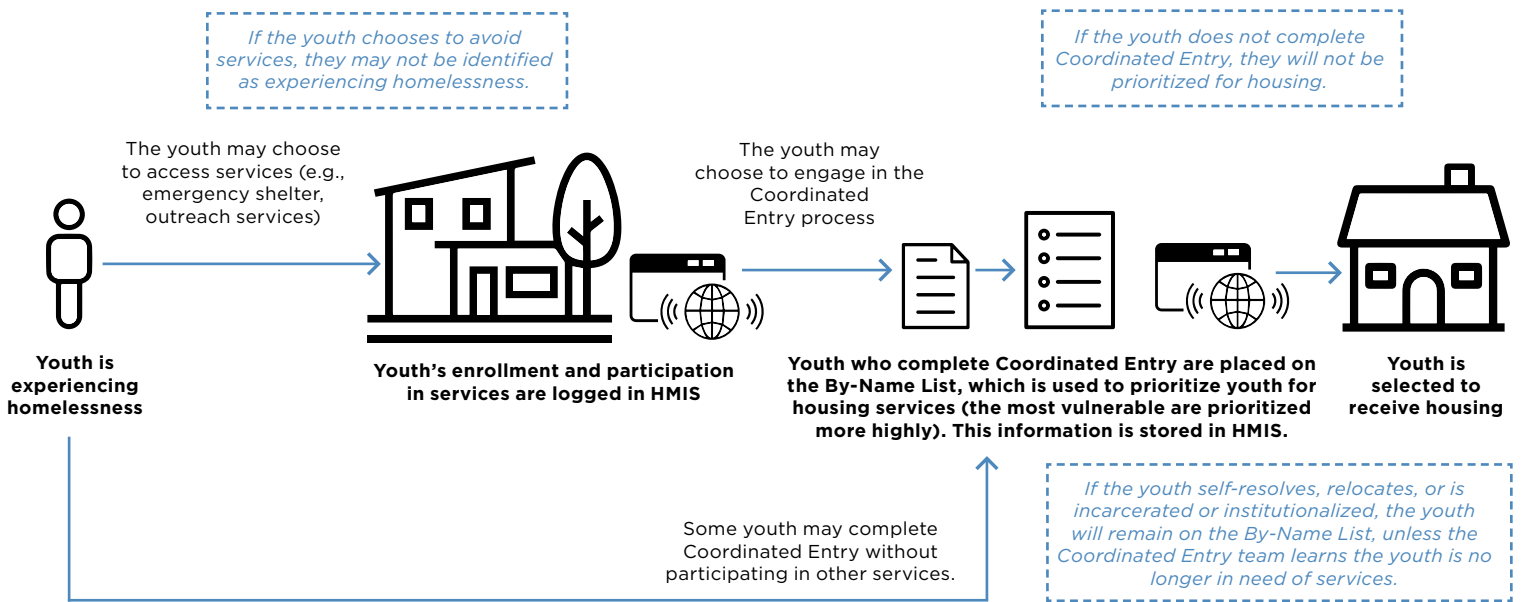 If the youth chooses to avoid
services, they may not be identified
as experiencing homelessness.
If the youth does not complete
Coordinated Entry, they will not be
prioritized for housing.
The youth may choose
to access services (e.g.,
emergency shelter,
outreach services)
The youth may
choose to engage in the
Coordinated
Entry process
Youth is
experiencing
homelessness
Youth’s enrollment and participation
in services are logged in HMIS
Youth who complete Coordinated Entry are placed on
the By-Name List, which is used to prioritize youth for
housing services (the most vulnerable are prioritized
more highly). This information is stored in HMIS.
Youth is
selected to
receive housing
Some youth may complete
Coordinated Entry without
participating in other services.
If the youth self-resolves, relocates, or is
incarcerated or institutionalized, the youth
will remain on the By-Name List, unless the
Coordinated Entry team learns the youth is no
longer in need of services.